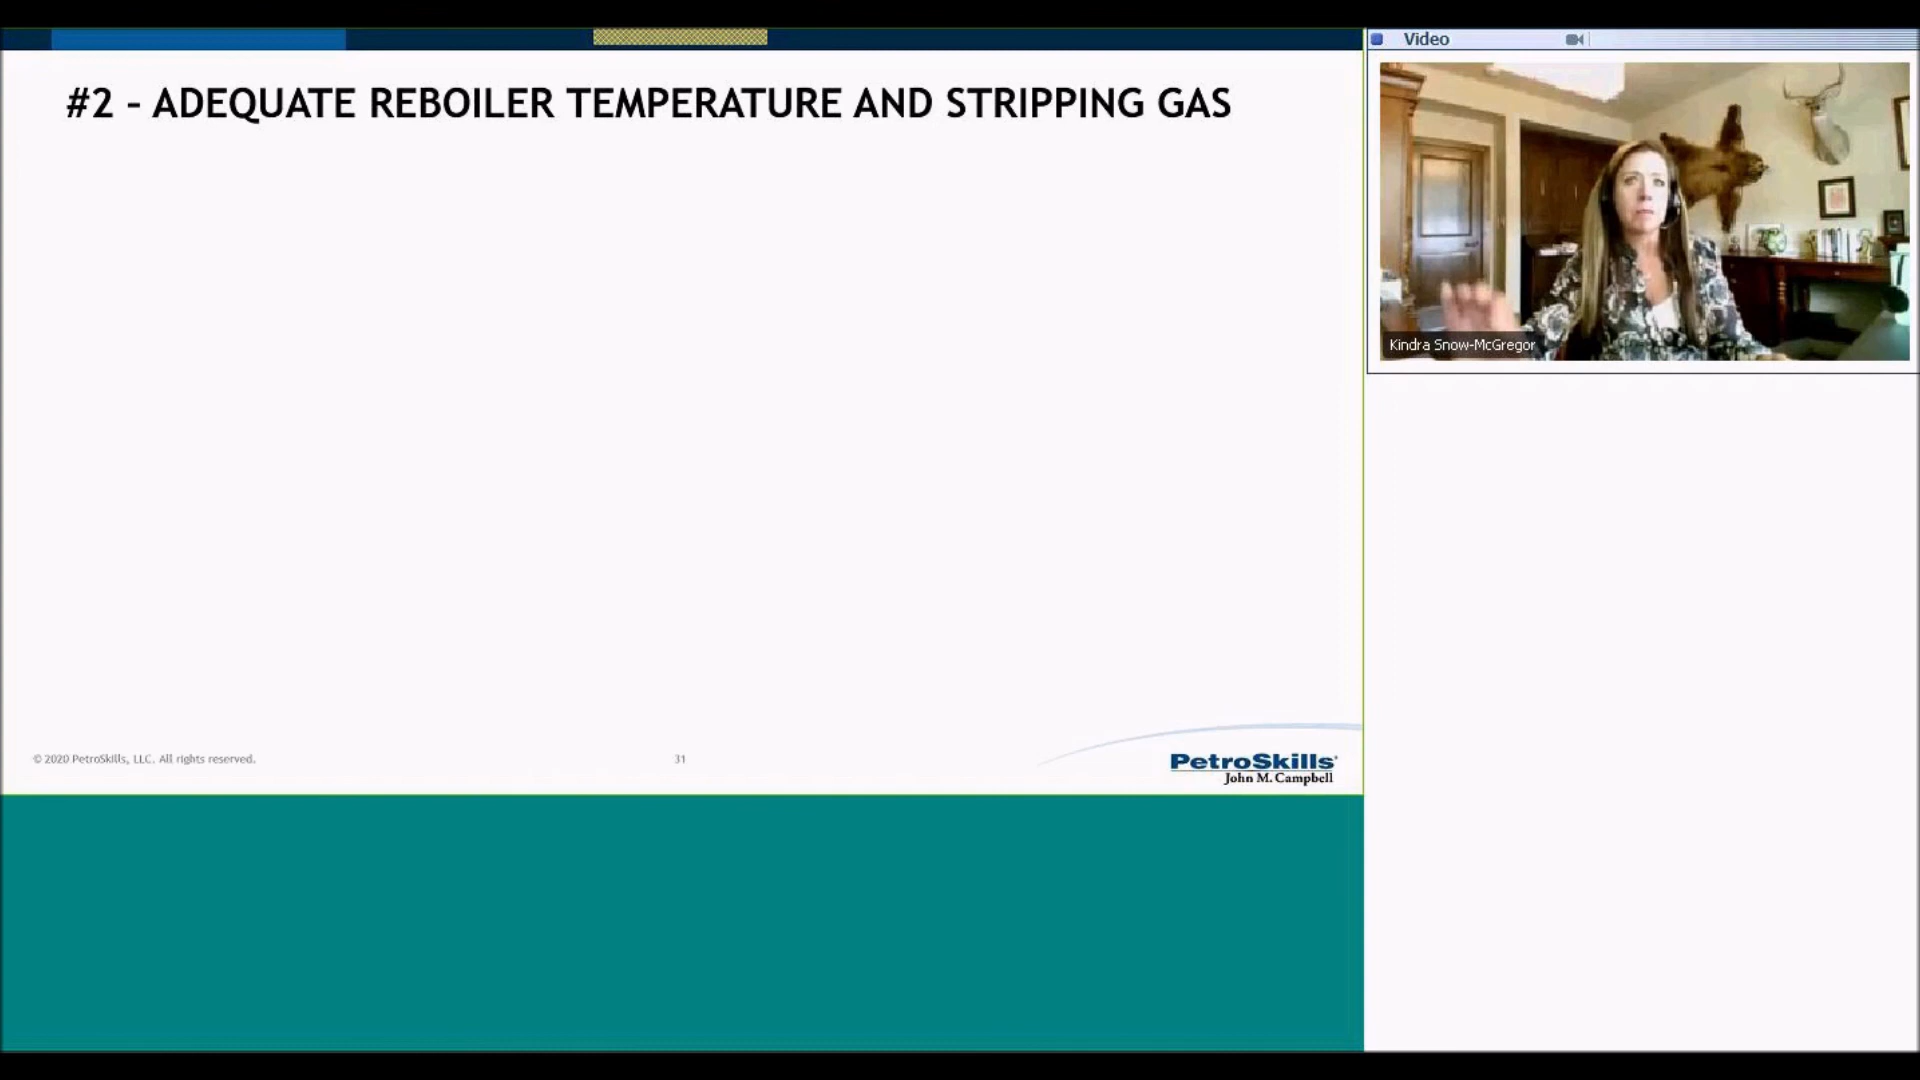 #2 - ADEQUATE REBOILER TEMPERATURE AND STRIPPING GAS
Video
Kindra Snow-McGregor
© 2020 PetroSkills, LLC. All rights reserved.
31
PetroSkills
John M. Campbell